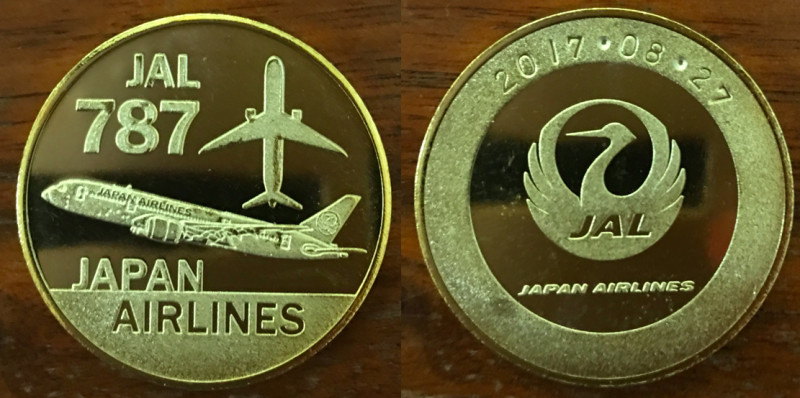 JAL
787
JAPAN AIRLINES
JAPAN
AIRLINES
2017・08・27
JAL
JAPAN AIRLINES